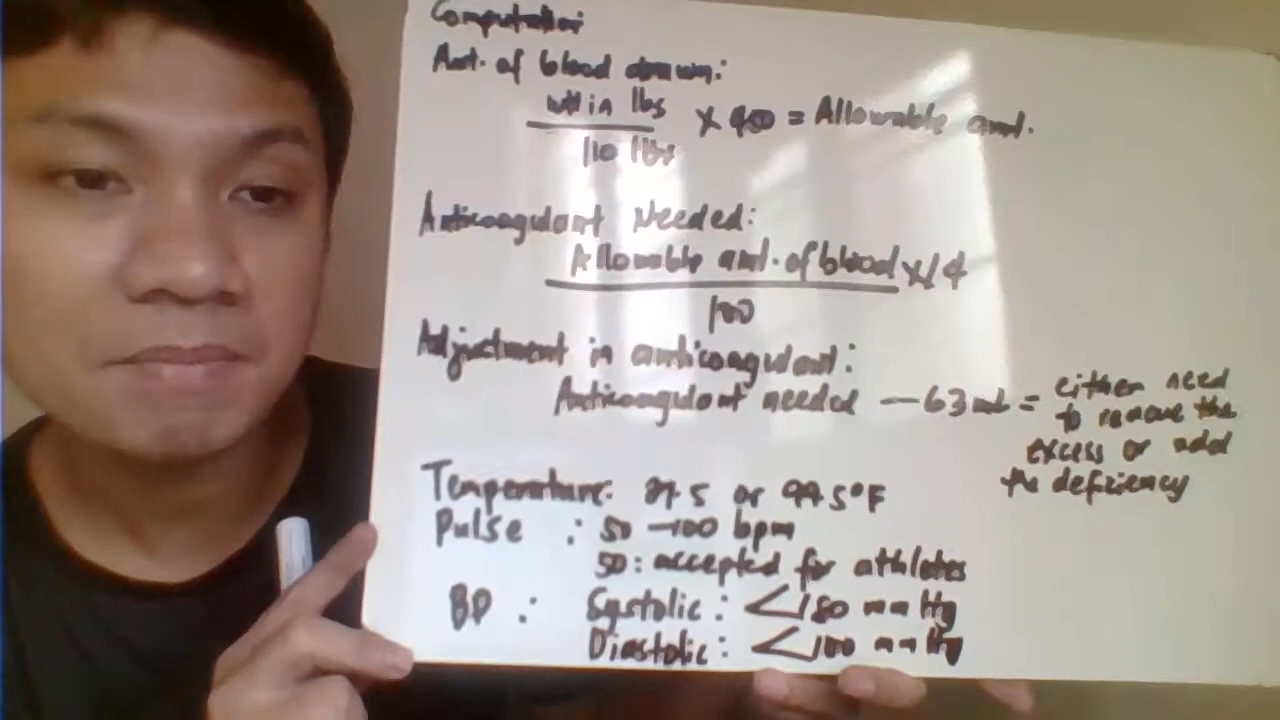 Computation
Amt. of blood drawn:
wt in lbs
x 450 = Allowable amt.
110 lbs
Anticoagulant Needed:
Allowable amt. of blood x 14
100
Adjustment in anticoagulant:
Anticoagulant needed — 63 mL = either need
to remove the
excess or add
the deficiency
Temperature: 37.5 or 99.5°F
Pulse : 50 - 100 bpm
50: accepted for athletes
BP : Systolic: <180 mmHg
Diastolic: <100 mmHg